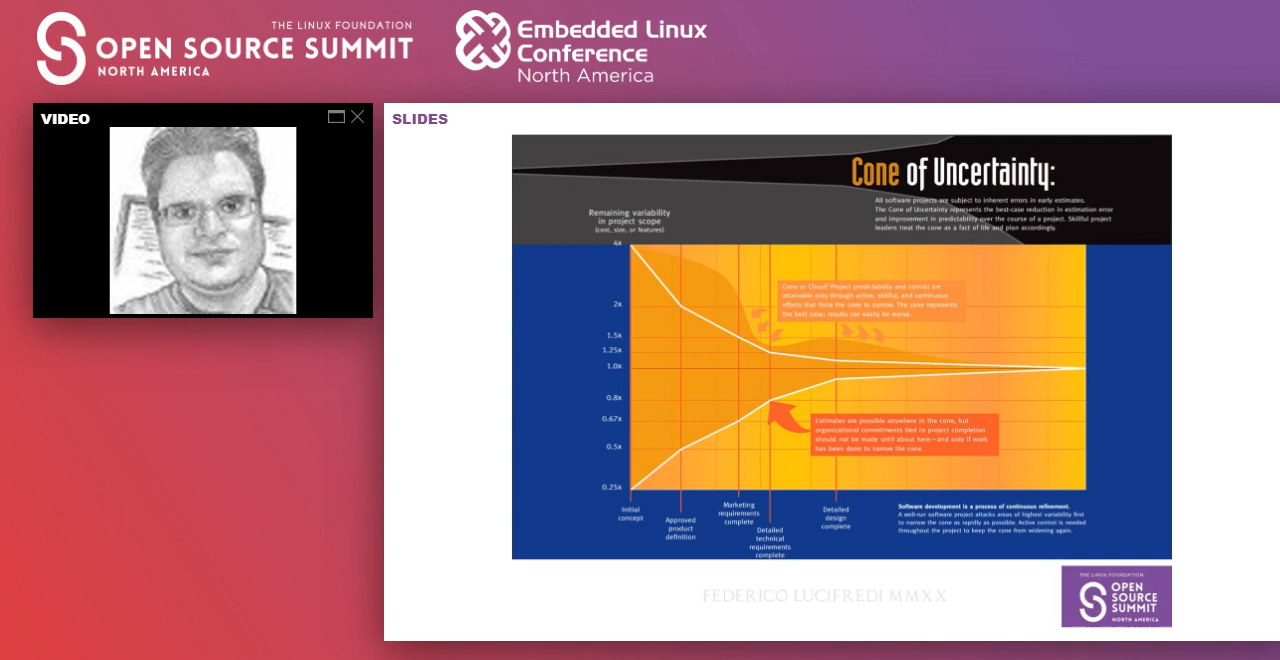 THE LINUX FOUNDATION
OPEN SOURCE SUMMIT
NORTH AMERICA
Embedded Linux
Conference
North America
VIDEO
SLIDES
Cone of Uncertainty:
All software projects are subject to inherent errors in early estimates.
The Cone of Uncertainty represents the best-case reduction in estimation error
and improvement in predictability over the course of a project. Skillful project
leaders treat the cone as a fact of life and plan accordingly.
Remaining variability
in project scope
(cost, size, or features)
4x
2x
1.5x
1.25x
1.0x
0.8x
0.67x
0.5x
0.25x
Cone or Cloud? Project predictability and control are
attainable only through active, skillful, and continuous
efforts that force the cone to narrow. The cone represents
the best case; results can easily be worse.
Estimates are possible anywhere in the cone, but
organizational commitments tied to project completion
should not be made until about here—and only if work
has been done to narrow the cone.
Initial
concept
Approved
product
definition
Marketing
requirements
complete
Detailed
technical
requirements
complete
Detailed
design
complete
Software development is a process of continuous refinement.
A well-run software project attacks areas of highest variability first
to narrow the cone as rapidly as possible. Active control is needed
throughout the project to keep the cone from widening again.
FEDERICO LUCIFREDI MMXX
THE LINUX FOUNDATION
OPEN
SOURCE
SUMMIT
NORTH AMERICA